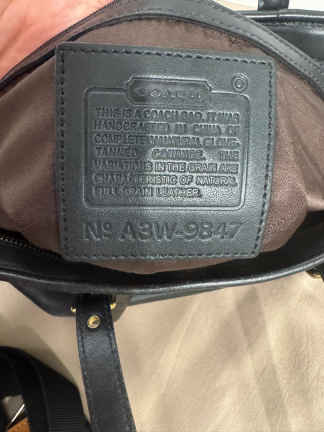 COACH
THIS IS A COACH BAG. IT WAS
HANDCRAFTED IN CHINA OF
COMPLETE NATURAL GLOVE
TANNED COWHIDE. THE
VARIATIONS IN THE GRAIN ARE
CHARACTERISTIC OF NATURAL
FULL GRAIN LEATHER.
Nº A3W-9847